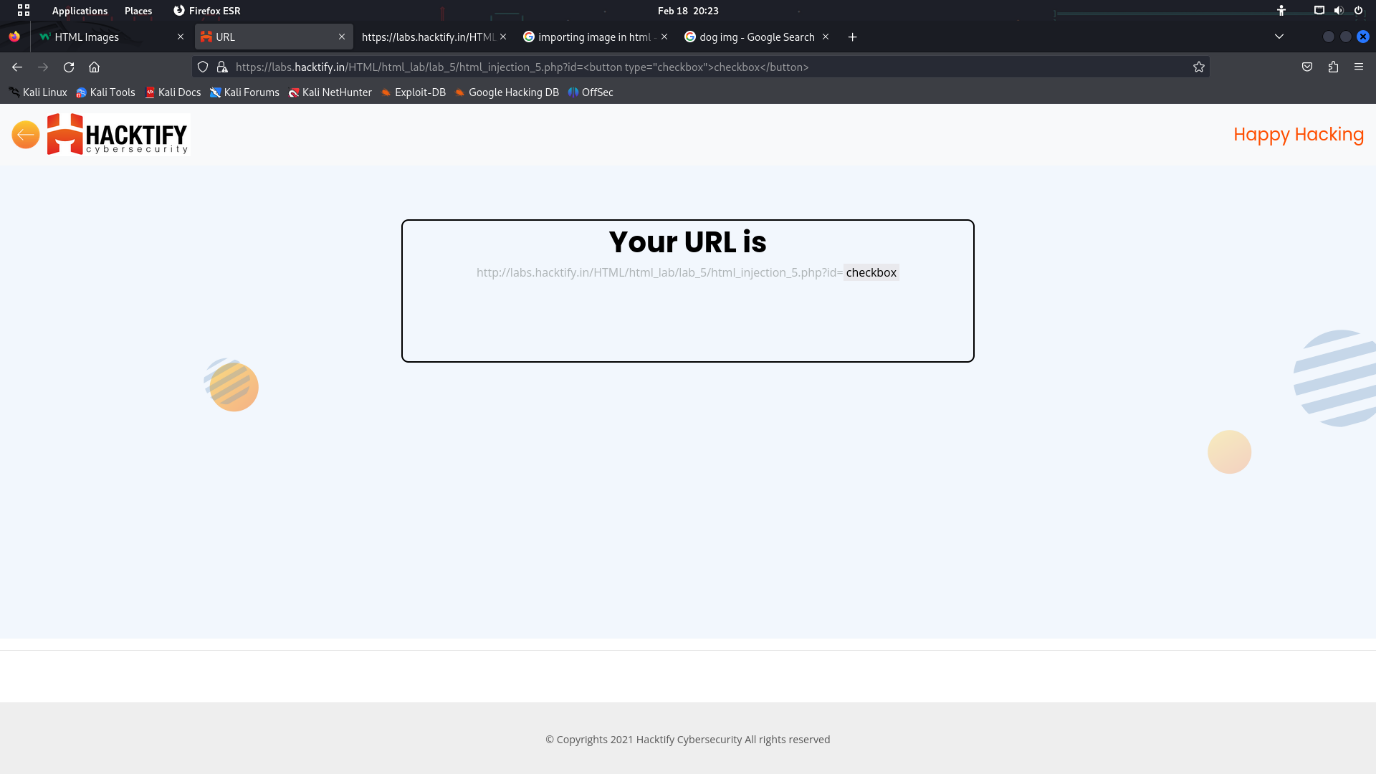 Applications Places Firefox ESR Feb 18 20:23
HTML Images URL https://labs.hacktify.in/HTML importing image in html - dog img - Google Search
https://labs.hacktify.in/HTML/html_lab/lab_5/html_injection_5.php?id=<button type="checkbox">checkbox</button>
Kali Linux Kali Tools Kali Docs Kali Forums Kali NetHunter Exploit-DB Google Hacking DB OffSec
HACKTIFY
cybersecurity
Happy Hacking
Your URL is
http://labs.hacktify.in/HTML/html_lab/lab_5/html_injection_5.php?id= checkbox
© Copyrights 2021 Hacktify Cybersecurity All rights reserved